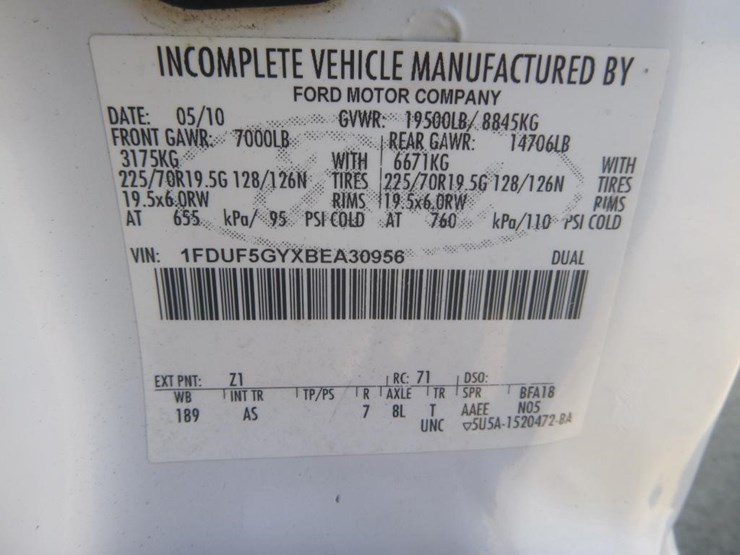 INCOMPLETE VEHICLE MANUFACTURED BY
FORD MOTOR COMPANY
DATE: 05/10 GVWR: 19500LB/ 8845KG
FRONT GAWR: 7000LB REAR GAWR: 14706LB
3175KG WITH 6671KG WITH
225/70R19.5G 128/126N TIRES 225/70R19.5G 128/126N TIRES
19.5x6.0RW RIMS 19.5x6.0RW RIMS
AT 655 kPa/ 95 PSI COLD AT 760 kPa/110 PSI COLD
VIN: 1FDUF5GYXBEA30956 DUAL
EXT PNT: Z1 RC: 71 DSO:
WB INT TR TP/PS R AXLE TR SPR BFA18
189 AS 7 8L T AAEE N05
UNC ▽5U5A-1520472-BA